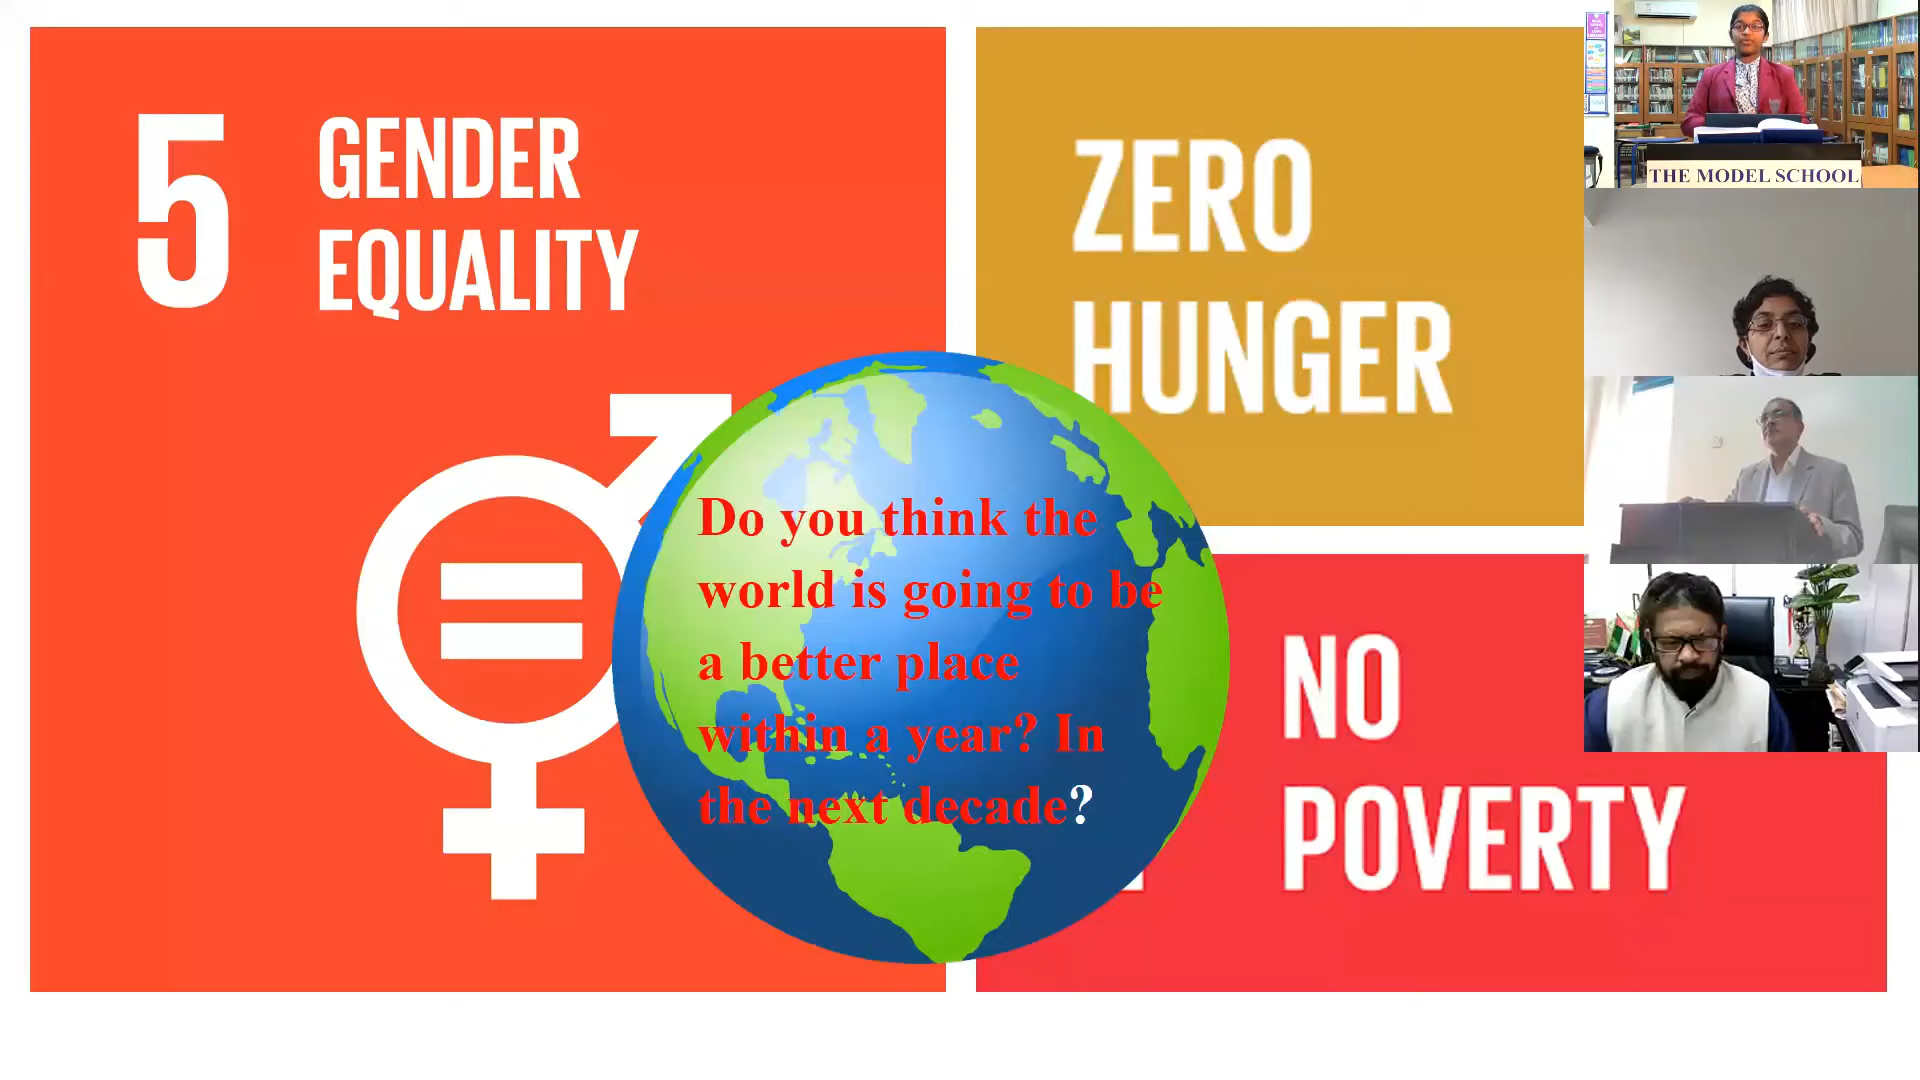 5
GENDER
EQUALITY
ZERO
HUNGER
Do you think the
world is going to be
a better place
within a year? In
the next decade?
NO
POVERTY
THE MODEL SCHOOL